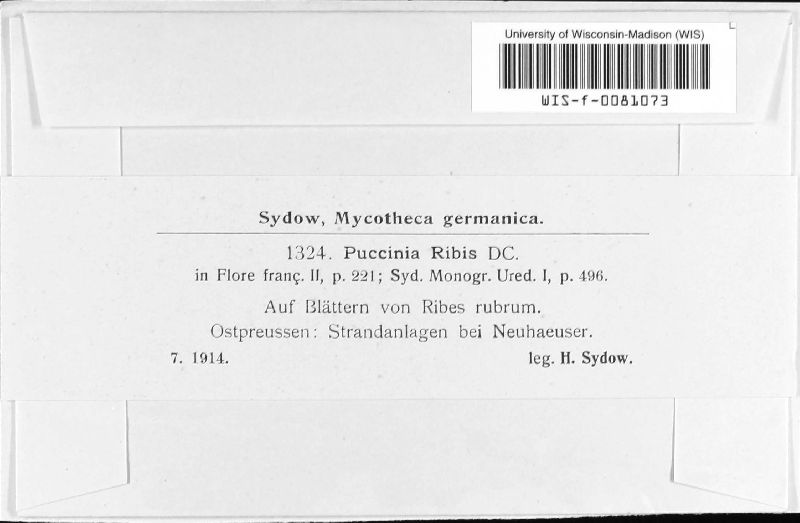 University of Wisconsin-Madison (WIS)
WIS-f-0081073
Sydow, Mycotheca germanica.
1324. Puccinia Ribis DC.
in Flore franç. II, p. 221; Syd. Monogr. Ured. I, p. 496.
Auf Blättern von Ribes rubrum.
Ostpreussen: Strandanlagen bei Neuhaeuser.
7. 1914. leg. H. Sydow.